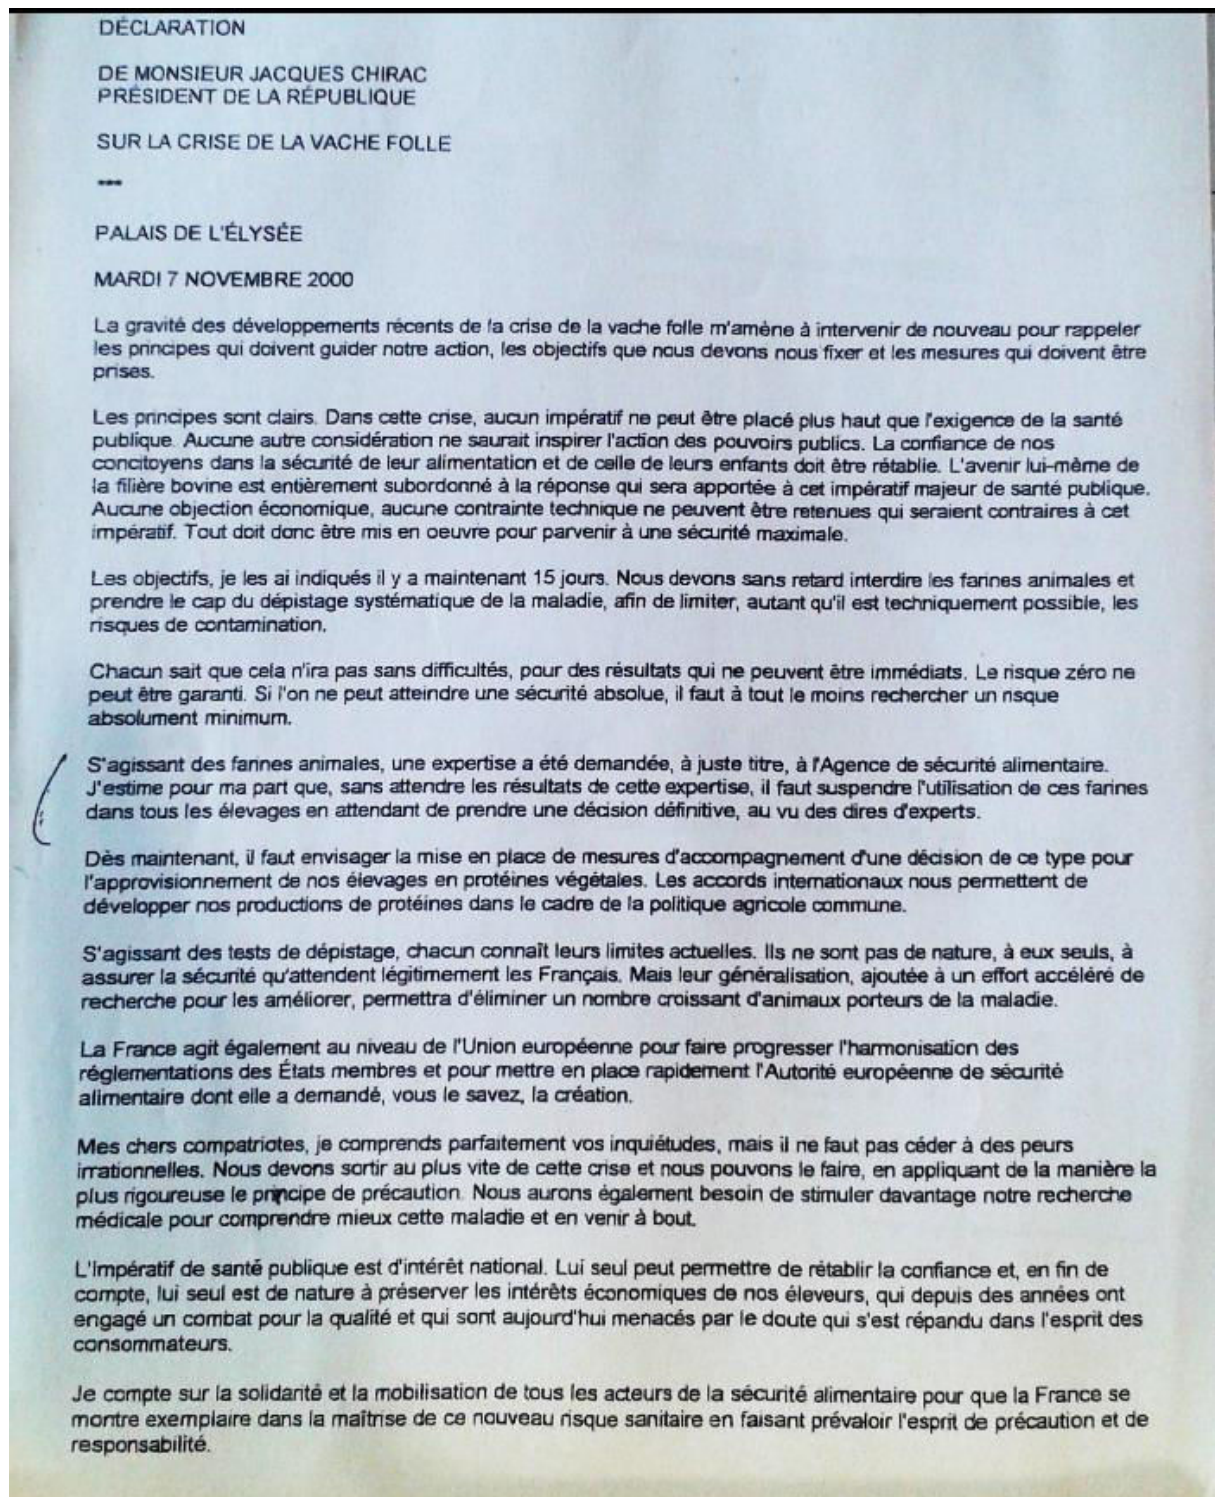 DÉCLARATION
DE MONSIEUR JACQUES CHIRAC
PRÉSIDENT DE LA RÉPUBLIQUE
SUR LA CRISE DE LA VACHE FOLLE
---
PALAIS DE L'ÉLYSÉE
MARDI 7 NOVEMBRE 2000
La gravité des développements récents de la crise de la vache folle m'amène à intervenir de nouveau pour rappeler
les principes qui doivent guider notre action, les objectifs que nous devons nous fixer et les mesures qui doivent être
prises.
Les principes sont clairs. Dans cette crise, aucun impératif ne peut être placé plus haut que l'exigence de la santé
publique. Aucune autre considération ne saurait inspirer l'action des pouvoirs publics. La confiance de nos
concitoyens dans la sécurité de leur alimentation et de celle de leurs enfants doit être rétablie. L'avenir lui-même de
la filière bovine est entièrement subordonné à la réponse qui sera apportée à cet impératif majeur de santé publique.
Aucune objection économique, aucune contrainte technique ne peuvent être retenues qui seraient contraires à cet
impératif. Tout doit donc être mis en oeuvre pour parvenir à une sécurité maximale.
Les objectifs, je les ai indiqués il y a maintenant 15 jours. Nous devons sans retard interdire les farines animales et
prendre le cap du dépistage systématique de la maladie, afin de limiter, autant qu'il est techniquement possible, les
risques de contamination.
Chacun sait que cela n'ira pas sans difficultés, pour des résultats qui ne peuvent être immédiats. Le risque zéro ne
peut être garanti. Si l'on ne peut atteindre une sécurité absolue, il faut à tout le moins rechercher un risque
absolument minimum.
S'agissant des farines animales, une expertise a été demandée, à juste titre, à l'Agence de sécurité alimentaire.
J'estime pour ma part que, sans attendre les résultats de cette expertise, il faut suspendre l'utilisation de ces farines
dans tous les élevages en attendant de prendre une décision définitive, au vu des dires d'experts.
Dès maintenant, il faut envisager la mise en place de mesures d'accompagnement d'une décision de ce type pour
l'approvisionnement de nos élevages en protéines végétales. Les accords internationaux nous permettent de
développer nos productions de protéines dans le cadre de la politique agricole commune.
S'agissant des tests de dépistage, chacun connaît leurs limites actuelles. Ils ne sont pas de nature, à eux seuls, à
assurer la sécurité qu'attendent légitimement les Français. Mais leur généralisation, ajoutée à un effort accéléré de
recherche pour les améliorer, permettra d'éliminer un nombre croissant d'animaux porteurs de la maladie.
La France agit également au niveau de l'Union européenne pour faire progresser l'harmonisation des
réglementations des États membres et pour mettre en place rapidement l'Autorité européenne de sécurité
alimentaire dont elle a demandé, vous le savez, la création.
Mes chers compatriotes, je comprends parfaitement vos inquiétudes, mais il ne faut pas céder à des peurs
irrationnelles. Nous devons sortir au plus vite de cette crise et nous pouvons le faire, en appliquant de la manière la
plus rigoureuse le principe de précaution. Nous aurons également besoin de stimuler davantage notre recherche
médicale pour comprendre mieux cette maladie et en venir à bout.
L'impératif de santé publique est d'intérêt national. Lui seul peut permettre de rétablir la confiance et, en fin de
compte, lui seul est de nature à préserver les intérêts économiques de nos éleveurs, qui depuis des années ont
engagé un combat pour la qualité et qui sont aujourd'hui menacés par le doute qui s'est répandu dans l'esprit des
consommateurs.
Je compte sur la solidarité et la mobilisation de tous les acteurs de la sécurité alimentaire pour que la France se
montre exemplaire dans la maîtrise de ce nouveau risque sanitaire en faisant prévaloir l'esprit de précaution et de
responsabilité.